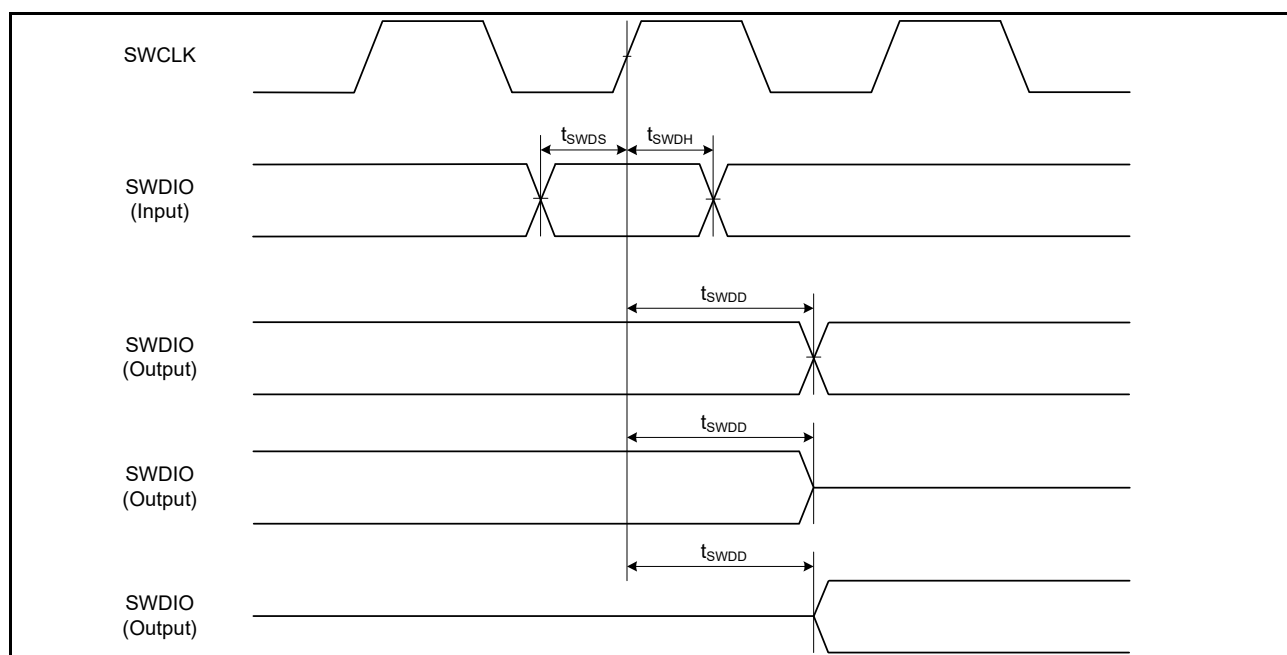 SWCLK
tSWDS
tSWDH
SWDIO
(Input)
tSWDD
SWDIO
(Output)
tSWDD
SWDIO
(Output)
tSWDD
SWDIO
(Output)